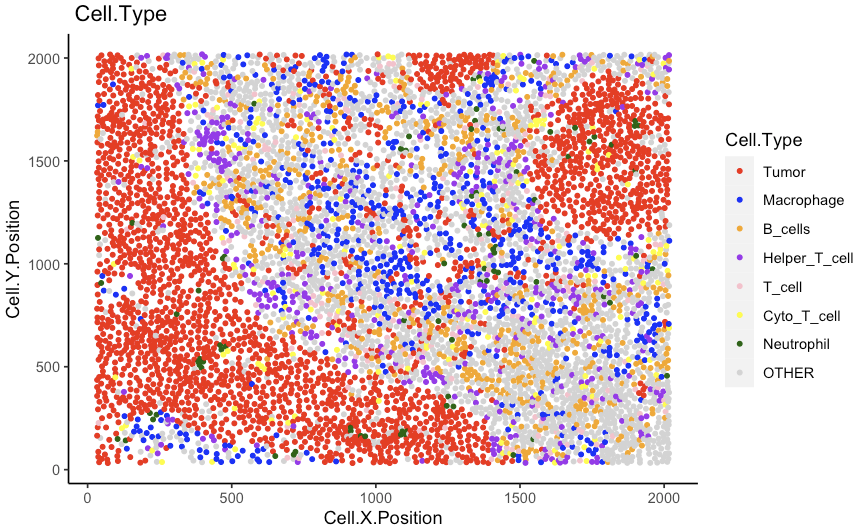 Cell.Type
2000
1500
1000
500
0
Cell.Y.Position
0
500
1000
1500
2000
Cell.X.Position
Cell.Type
Tumor
Macrophage
B_cells
Helper_T_cell
T_cell
Cyto_T_cell
Neutrophil
OTHER